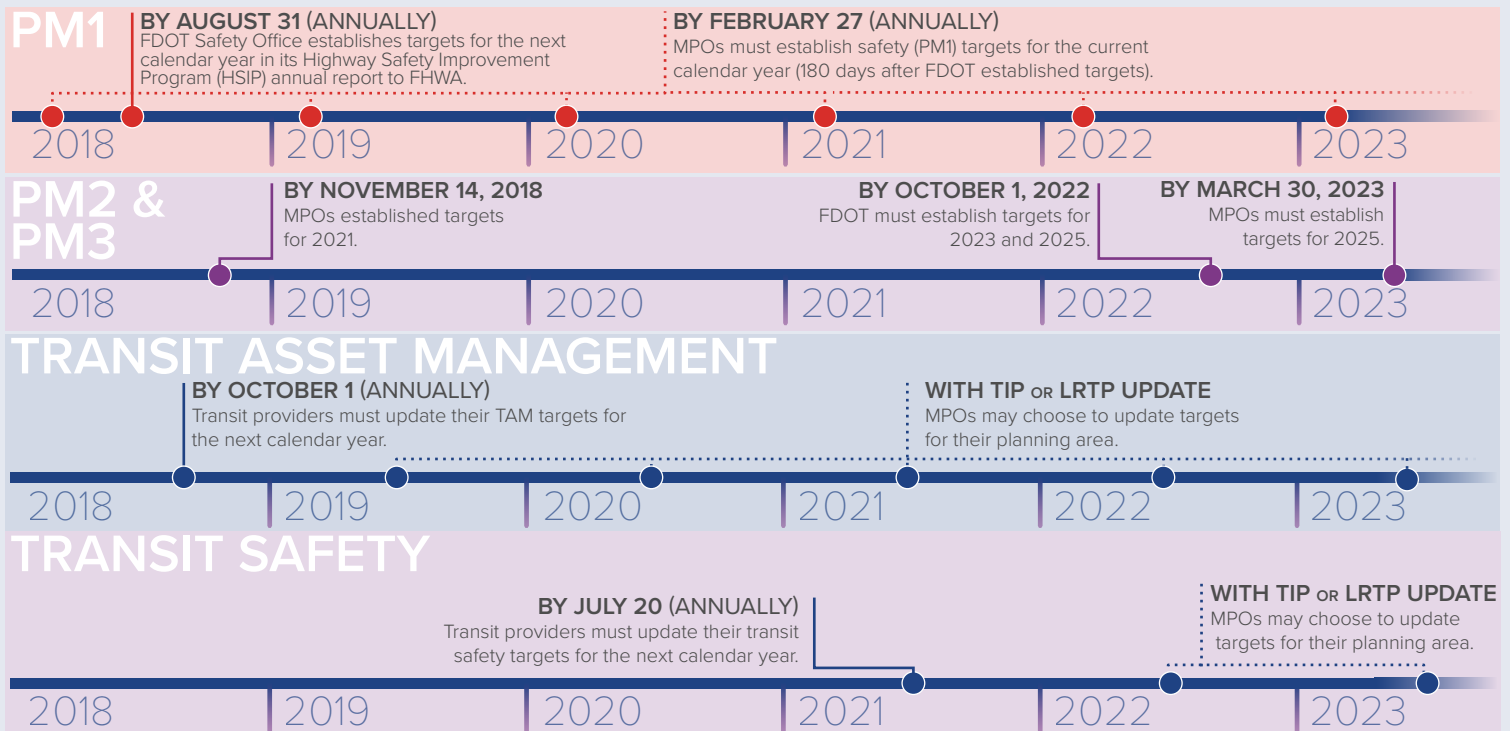 PM1
BY AUGUST 31 (ANNUALLY)
FDOT Safety Office establishes targets for the next
calendar year in its Highway Safety Improvement
Program (HSIP) annual report to FHWA.
BY FEBRUARY 27 (ANNUALLY)
MPOs must establish safety (PM1) targets for the current
calendar year (180 days after FDOT established targets).
2018 2019 2020 2021 2022 2023
PM2 &
PM3
BY NOVEMBER 14, 2018
MPOs established targets
for 2021.
BY OCTOBER 1, 2022
FDOT must establish targets for
2023 and 2025.
BY MARCH 30, 2023
MPOs must establish
targets for 2025.
2018 2019 2020 2021 2022 2023
TRANSIT ASSET MANAGEMENT
BY OCTOBER 1 (ANNUALLY)
Transit providers must update their TAM targets for
the next calendar year.
WITH TIP OR LRTP UPDATE
MPOs may choose to update targets
for their planning area.
2018 2019 2020 2021 2022 2023
TRANSIT SAFETY
BY JULY 20 (ANNUALLY)
Transit providers must update their transit
safety targets for the next calendar year.
WITH TIP OR LRTP UPDATE
MPOs may choose to update
targets for their planning area.
2018 2019 2020 2021 2022 2023